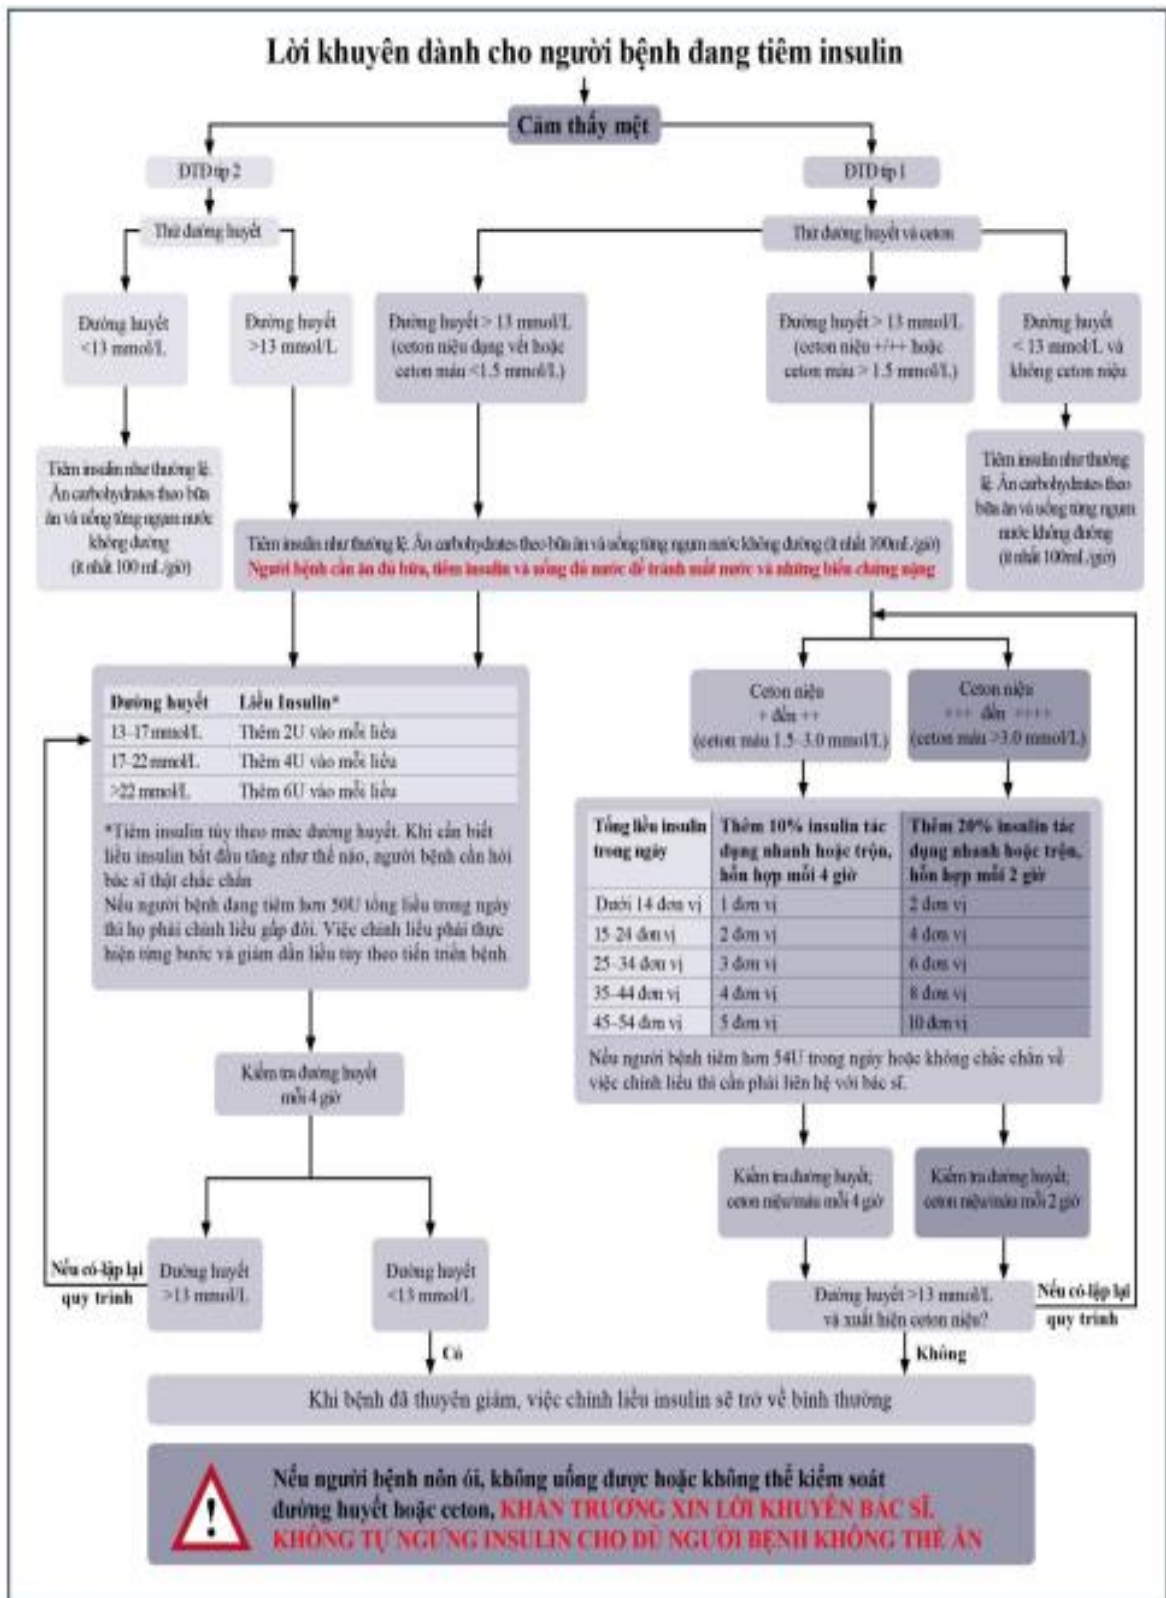 Lời khuyên dành cho người bệnh đang tiêm insulin
Cảm thấy mệt
ĐTĐ típ 2
ĐTĐ típ 1
Thử đường huyết
Thử đường huyết và ceton
Đường huyết
<13 mmol/L
Đường huyết
>13 mmol/L
Đường huyết > 13 mmol/L
(ceton niệu dạng vết hoặc
ceton máu <1.5 mmol/L)
Đường huyết > 13 mmol/L
(ceton niệu +/++ hoặc
ceton máu > 1.5 mmol/L)
Đường huyết
< 13 mmol/L và
không ceton niệu
Tiêm insulin như thường lệ.
Ăn carbohydrates theo bữa
ăn và uống từng ngụm nước
không đường
(ít nhất 100 mL/giờ)
Tiêm insulin như thường
lệ. Ăn carbohydrates theo
bữa ăn và uống từng ngụm
nước không đường
(ít nhất 100mL/giờ)
Tiêm insulin như thường lệ. Ăn carbohydrates theo bữa ăn và uống từng ngụm nước không đường (ít nhất 100mL/giờ)
Người bệnh cần ăn đủ bữa, tiêm insulin và uống đủ nước để tránh mất nước và những biến chứng nặng
Đường huyết Liều Insulin*
13–17 mmol/L Thêm 2U vào mỗi liều
17–22 mmol/L Thêm 4U vào mỗi liều
>22 mmol/L Thêm 6U vào mỗi liều
*Tiêm insulin tùy theo mức đường huyết. Khi cần biết
liều insulin bắt đầu tăng như thế nào, người bệnh cần hỏi
bác sĩ thật chắc chắn
Nếu người bệnh đang tiêm hơn 50U tổng liều trong ngày
thì họ phải chỉnh liều gấp đôi. Việc chỉnh liều phải thực
hiện từng bước và giảm dần liều tùy theo tiến triển bệnh.
Ceton niệu
+ đến ++
(ceton máu 1.5–3.0 mmol/L)
Ceton niệu
+++ đến ++++
(ceton máu >3.0 mmol/L)
Tổng liều insulin
trong ngày
Thêm 10% insulin tác
dụng nhanh hoặc trộn,
hỗn hợp mỗi 4 giờ
Thêm 20% insulin tác
dụng nhanh hoặc trộn,
hỗn hợp mỗi 2 giờ
Dưới 14 đơn vị 1 đơn vị 2 đơn vị
15-24 đơn vị 2 đơn vị 4 đơn vị
25–34 đơn vị 3 đơn vị 6 đơn vị
35–44 đơn vị 4 đơn vị 8 đơn vị
45–54 đơn vị 5 đơn vị 10 đơn vị
Nếu người bệnh tiêm hơn 54U trong ngày hoặc không chắc chắn về
việc chỉnh liều thì cần phải liên hệ với bác sĩ.
Kiểm tra đường huyết
mỗi 4 giờ
Kiểm tra đường huyết;
ceton niệu/máu mỗi 4 giờ
Kiểm tra đường huyết;
ceton niệu/máu mỗi 2 giờ
Nếu có-lập lại
quy trình
Đường huyết
>13 mmol/L
Đường huyết
<13 mmol/L
Đường huyết >13 mmol/L
và xuất hiện ceton niệu?
Nếu có-lập lại
quy trình
Có
Không
Khi bệnh đã thuyên giảm, việc chỉnh liều insulin sẽ trở về bình thường
Nếu người bệnh nôn ói, không uống được hoặc không thể kiểm soát
đường huyết hoặc ceton, KHẨN TRƯƠNG XIN LỜI KHUYÊN BÁC SĨ.
KHÔNG TỰ NGƯNG INSULIN CHO DÙ NGƯỜI BỆNH KHÔNG THỂ ĂN